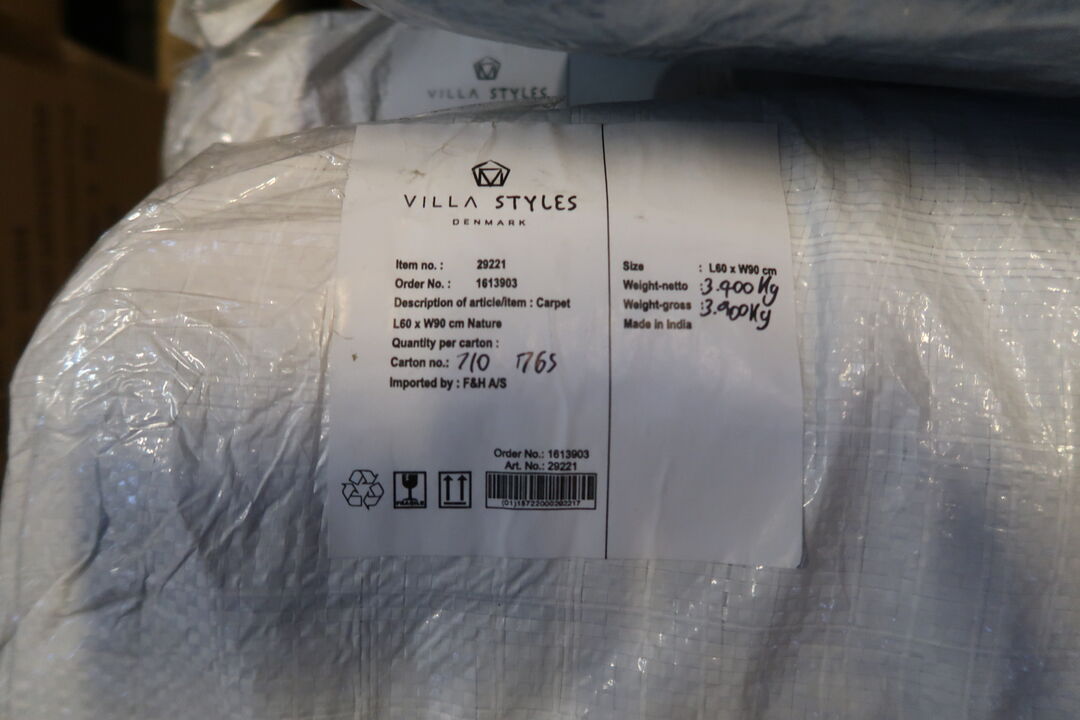 VILLA STYLES
VILLA STYLES
DENMARK
Item no. : 29221
Order No. : 1613903
Description of article/item : Carpet
L60 x W90 cm Nature
Quantity per carton :
Carton no.: 710 1765
Imported by : F&H A/S
Order No.: 1613903
Art. No.: 29221
FRAGILE
Size : L60 x W90 cm
Weight-netto : 3.900 Kg
Weight-gross : 3.900 Kg
Made in India